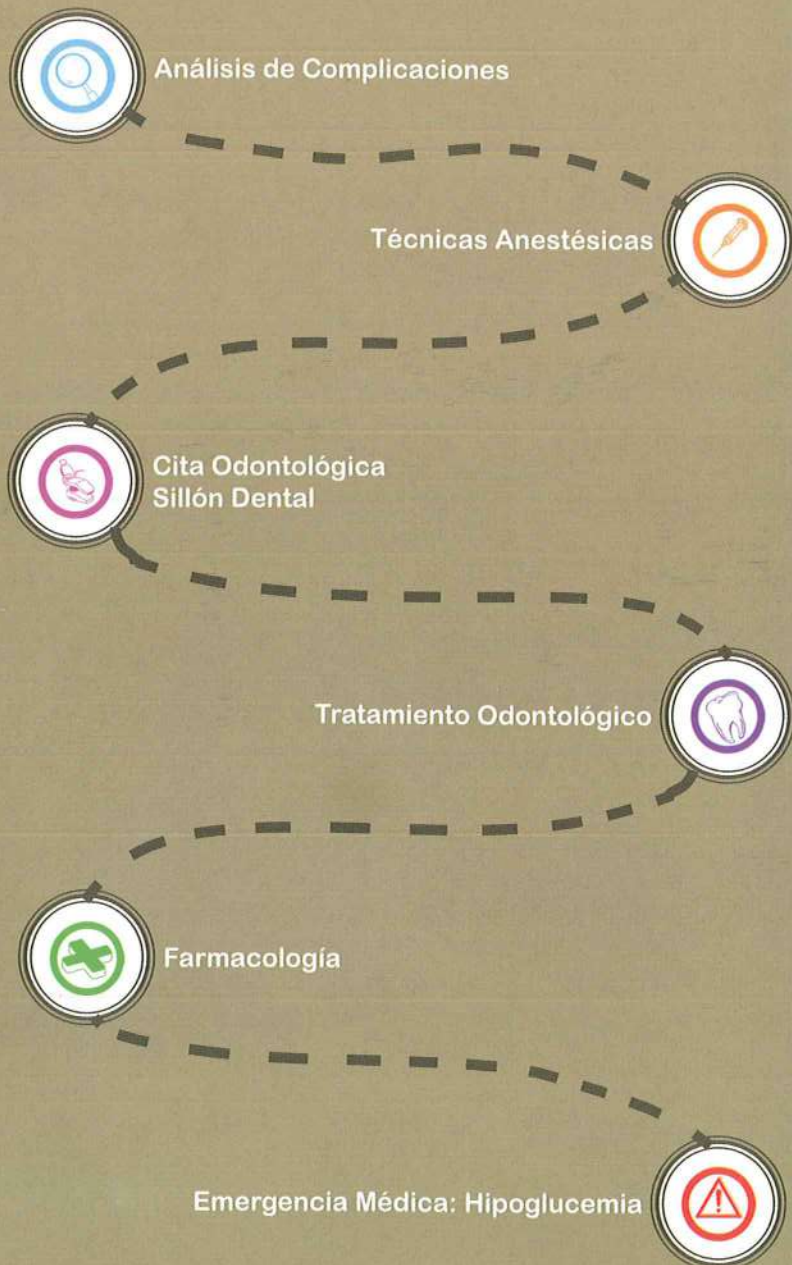 Análisis de Complicaciones
Técnicas Anestésicas
Cita Odontológica
Sillón Dental
Tratamiento Odontológico
Farmacología
Emergencia Médica: Hipoglucemia